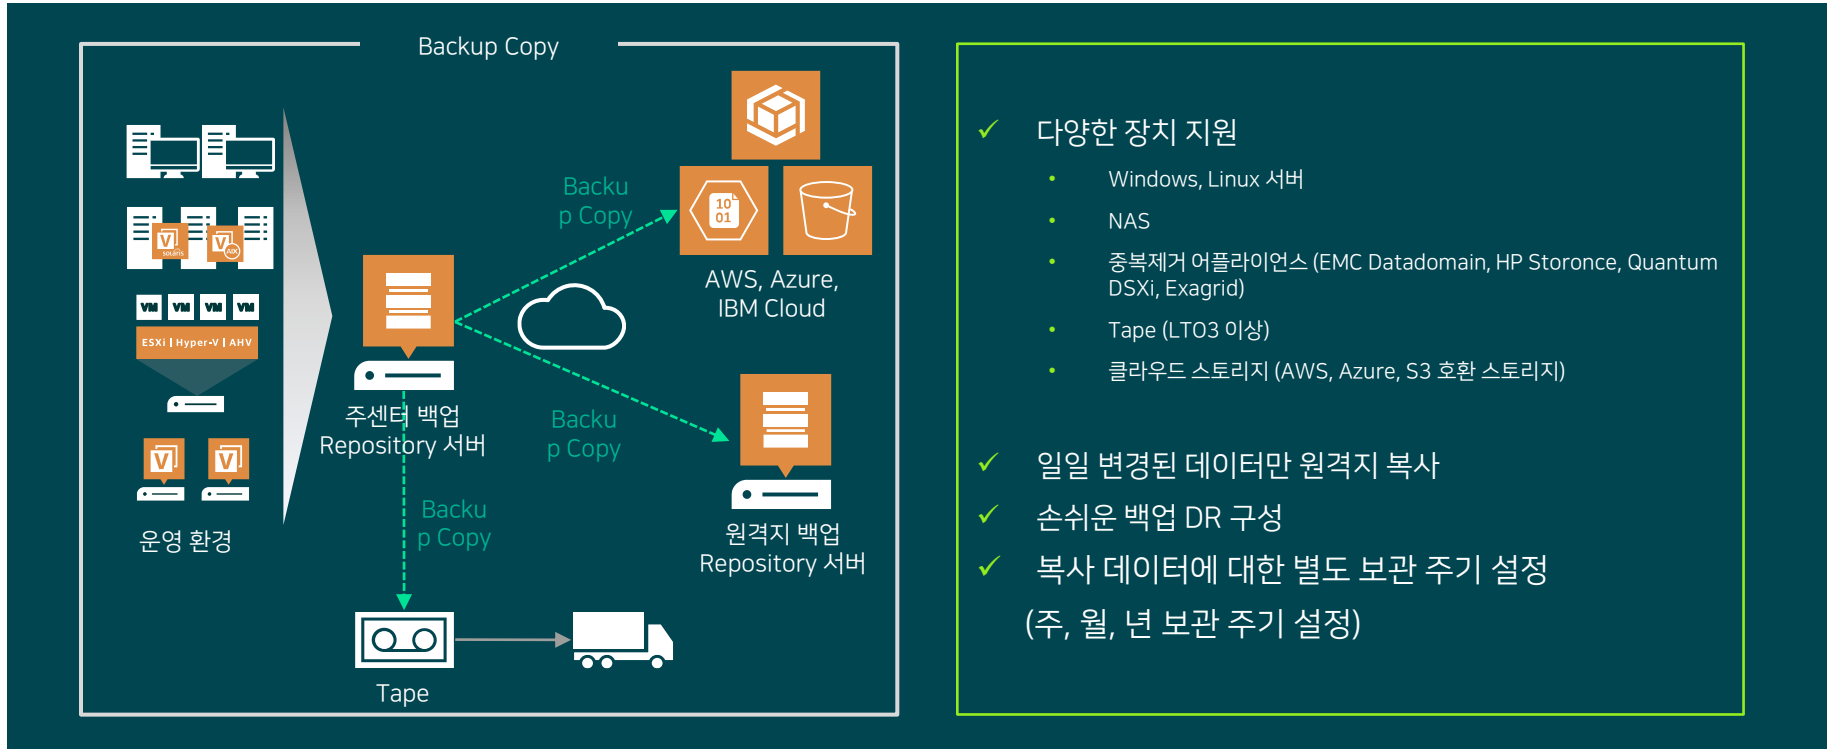 Backup Copy
V
SOLARIS
V
AIX
VM VM VM VM
ESXi | Hyper-V | AHV
V V
운영 환경
주센터 백업
Repository 서버
Backu
p Copy
10
01
AWS, Azure,
IBM Cloud
Backu
p Copy
원격지 백업
Repository 서버
Backu
p Copy
Tape
✓ 다양한 장치 지원
• Windows, Linux 서버
• NAS
• 중복제거 어플라이언스 (EMC Datadomain, HP Storonce, Quantum
DSXi, Exagrid)
• Tape (LTO3 이상)
• 클라우드 스토리지 (AWS, Azure, S3 호환 스토리지)
✓ 일일 변경된 데이터만 원격지 복사
✓ 손쉬운 백업 DR 구성
✓ 복사 데이터에 대한 별도 보관 주기 설정
(주, 월, 년 보관 주기 설정)